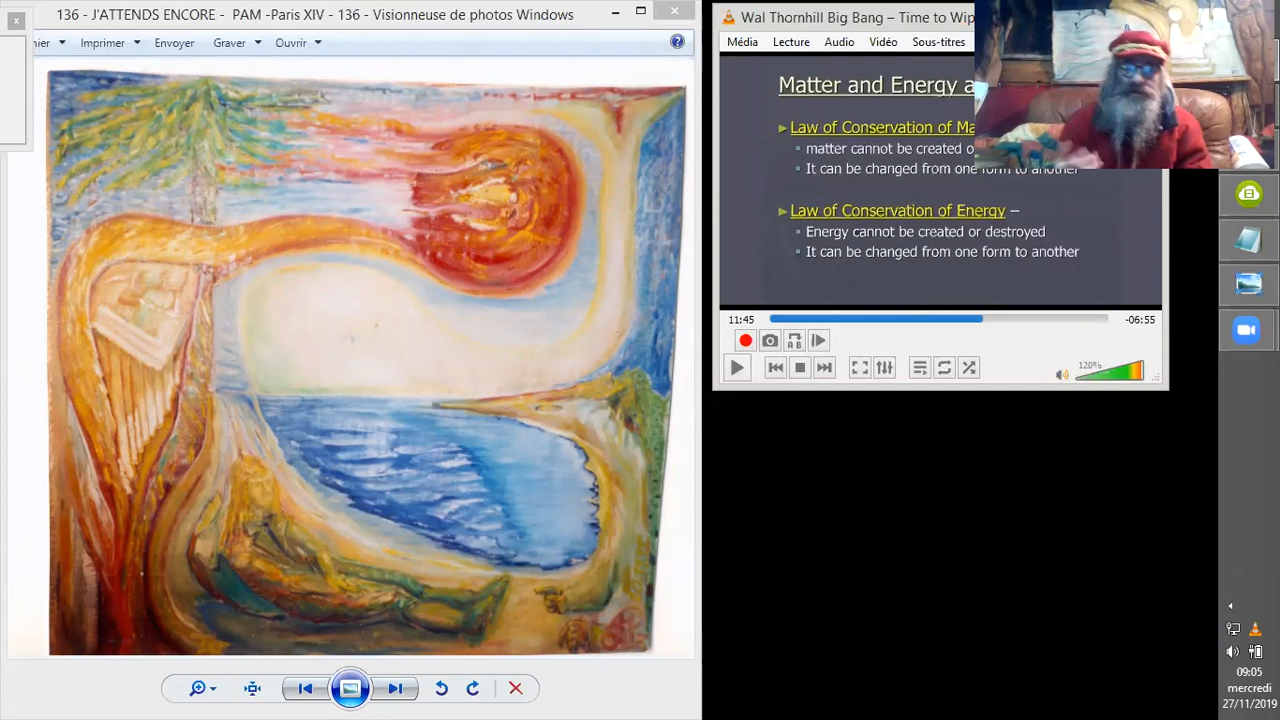 136 - J'ATTENDS ENCORE - PAM -Paris XIV - 136 - Visionneuse de photos Windows
Imprimer
Envoyer
Graver
Ouvrir
Wal Thornhill Big Bang – Time to Wip
Média Lecture Audio Vidéo Sous-titres
Matter and Energy a
Law of Conservation of Ma
matter cannot be created o
It can be changed from one form to another
Law of Conservation of Energy –
Energy cannot be created or destroyed
It can be changed from one form to another
11:45
-06:55
120%
09:05
mercredi
27/11/2019